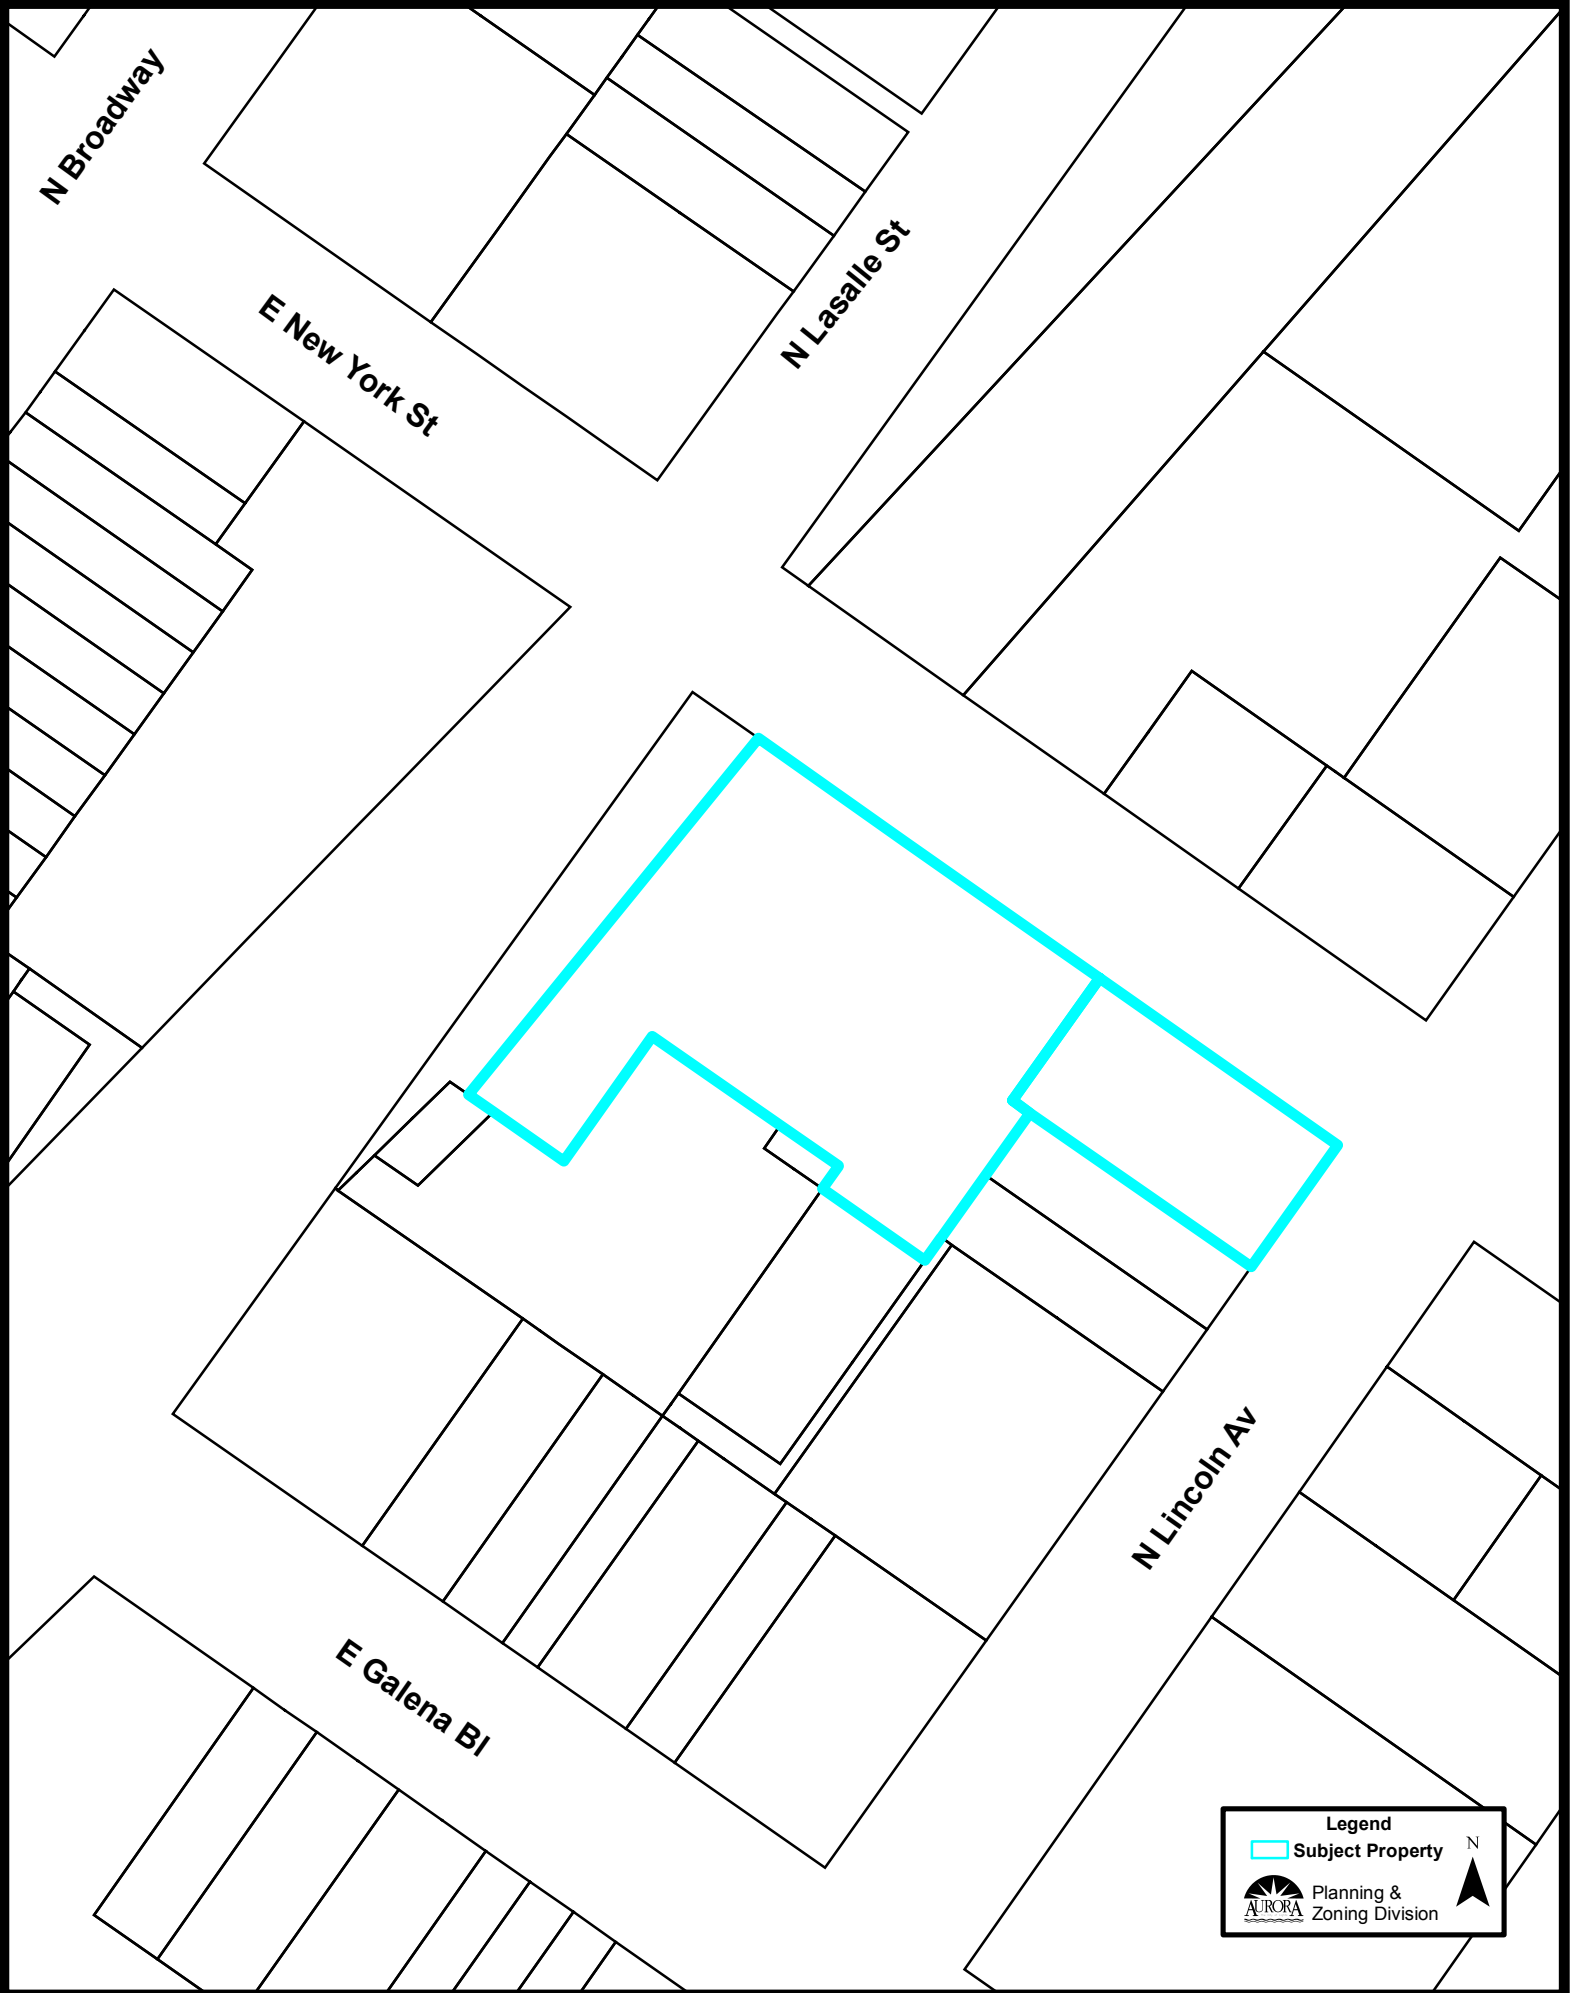 N Broadway
E New York St
N Lasalle St
N Lincoln Av
E Galena Bl
Legend
Subject Property
N
AURORA
Planning &
Zoning Division